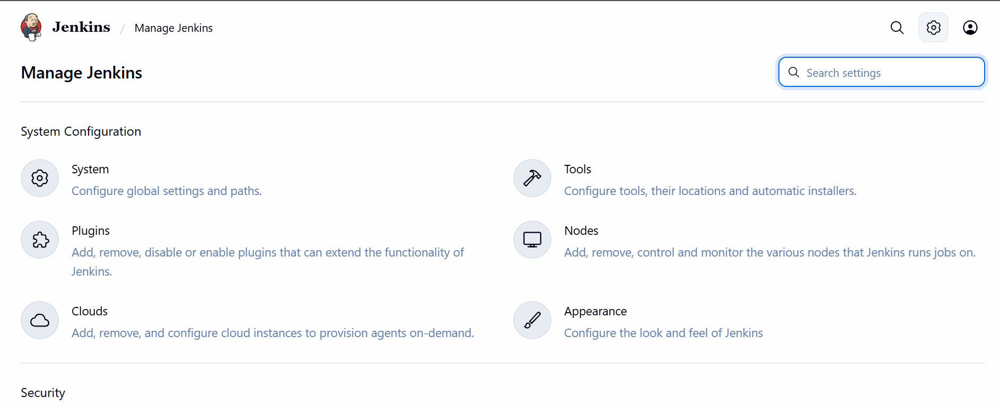 Jenkins / Manage Jenkins
Manage Jenkins
Search settings
System Configuration
System
Configure global settings and paths.
Tools
Configure tools, their locations and automatic installers.
Plugins
Add, remove, disable or enable plugins that can extend the functionality of
Jenkins.
Nodes
Add, remove, control and monitor the various nodes that Jenkins runs jobs on.
Clouds
Add, remove, and configure cloud instances to provision agents on-demand.
Appearance
Configure the look and feel of Jenkins
Security